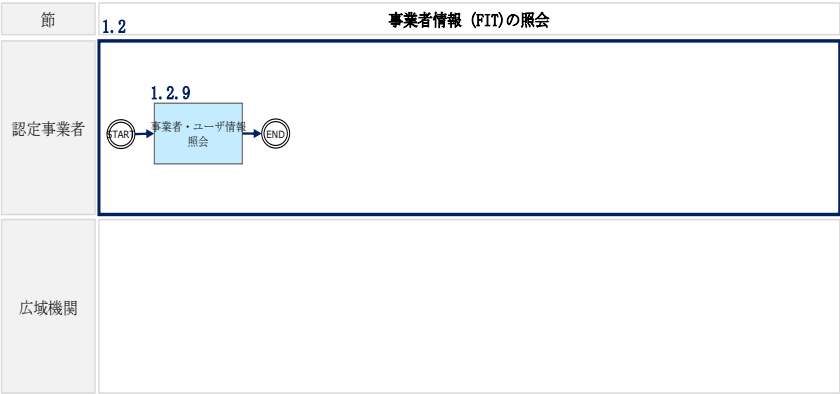 節
1.2
事業者情報 (FIT)の照会
認定事業者
1.2.9
START
事業者・ユーザ情報
照会
END
広域機関